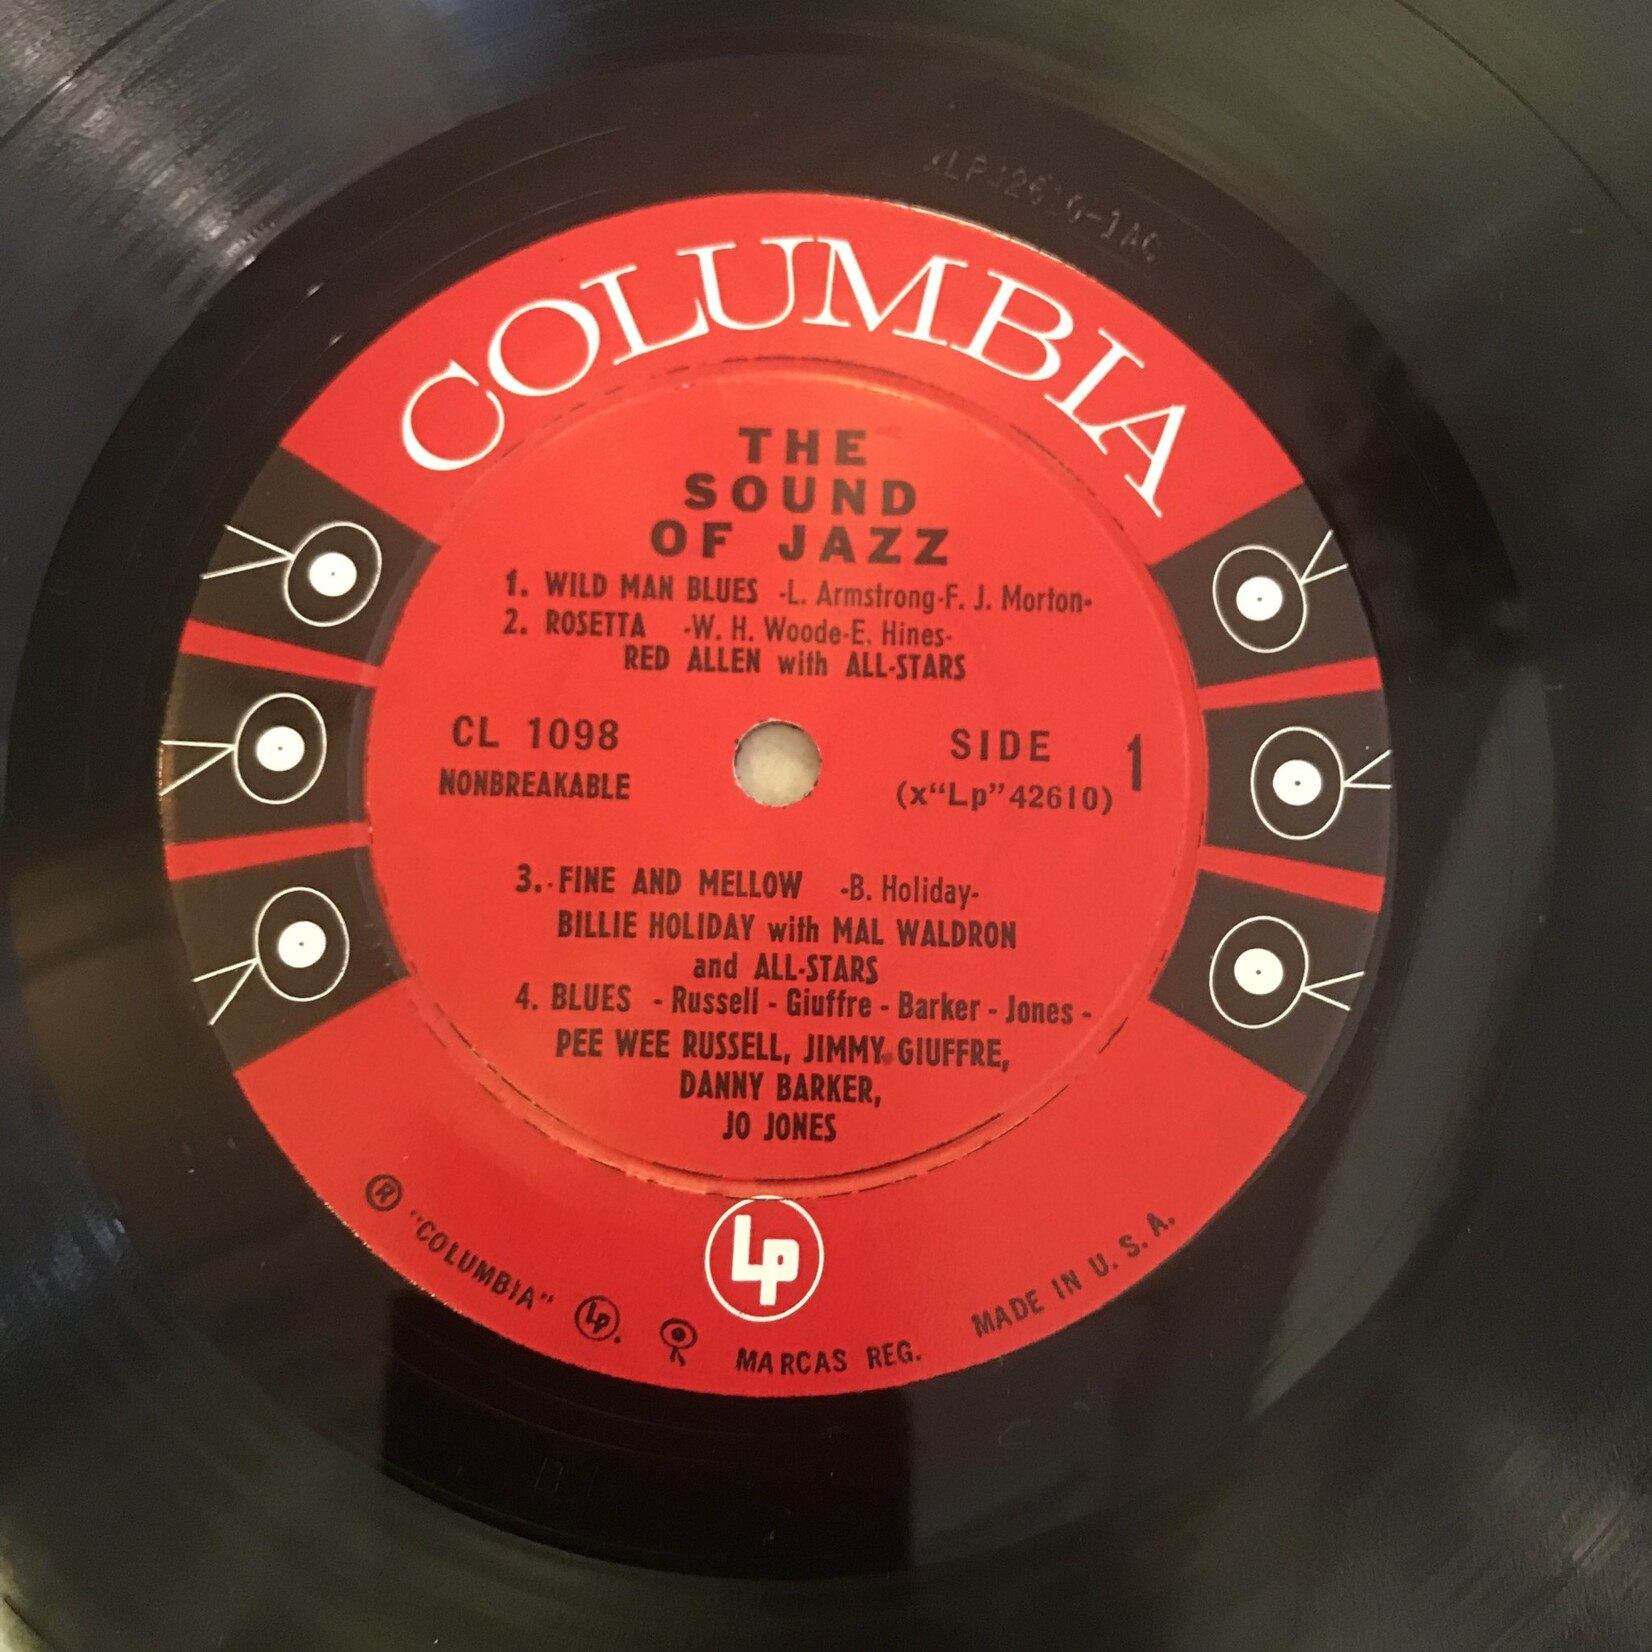 xLP42610-1AG
COLUMBIA
THE
SOUND
OF JAZZ
1. WILD MAN BLUES -L. Armstrong-F. J. Morton-
2. ROSETTA -W. H. Woode-E. Hines-
RED ALLEN with ALL-STARS
CL 1098
NONBREAKABLE
SIDE 1
(x“Lp”42610)
3. FINE AND MELLOW -B. Holiday-
BILLIE HOLIDAY with MAL WALDRON
and ALL-STARS
4. BLUES - Russell - Giuffre - Barker - Jones -
PEE WEE RUSSELL, JIMMY GIUFFRE,
DANNY BARKER,
JO JONES
LP
® "COLUMBIA" LP. MARCAS REG. MADE IN U. S. A.